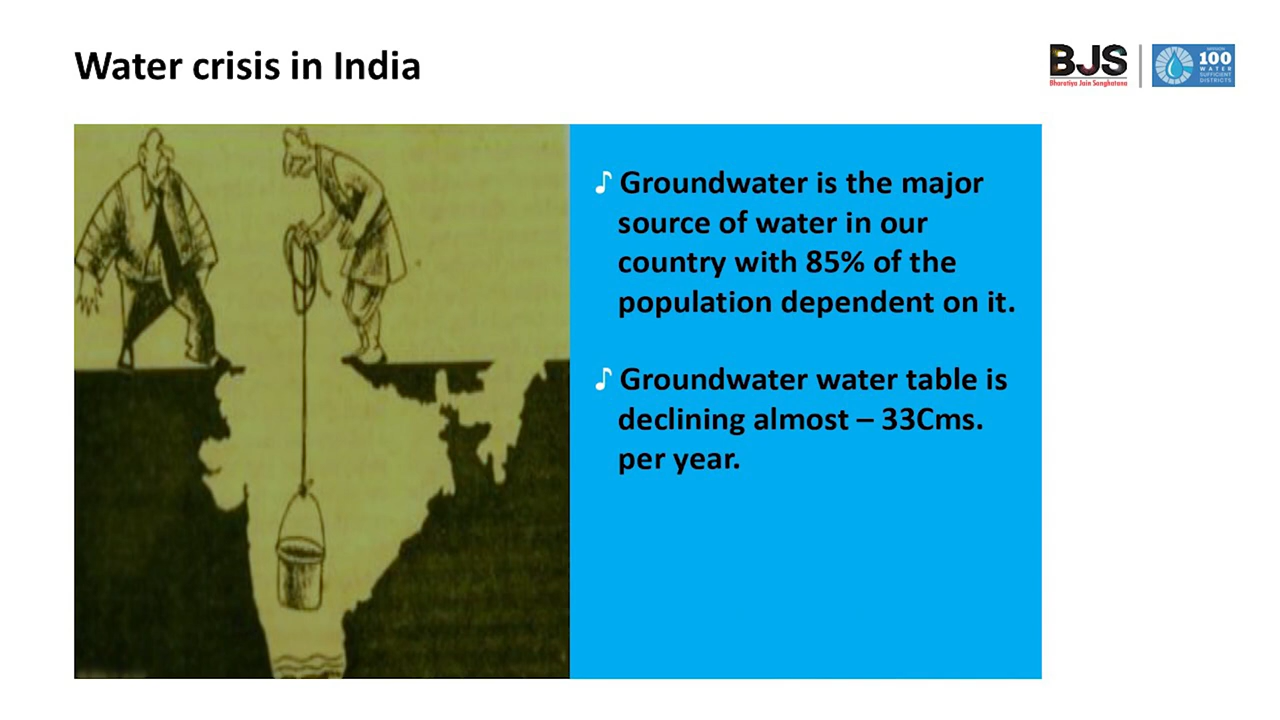 Water crisis in India
BJS
Bharatiya Jain Sanghatana
MISSION
100
WATER
SUFFICIENT
DISTRICTS
♪ Groundwater is the major
source of water in our
country with 85% of the
population dependent on it.
♪ Groundwater water table is
declining almost – 33Cms.
per year.